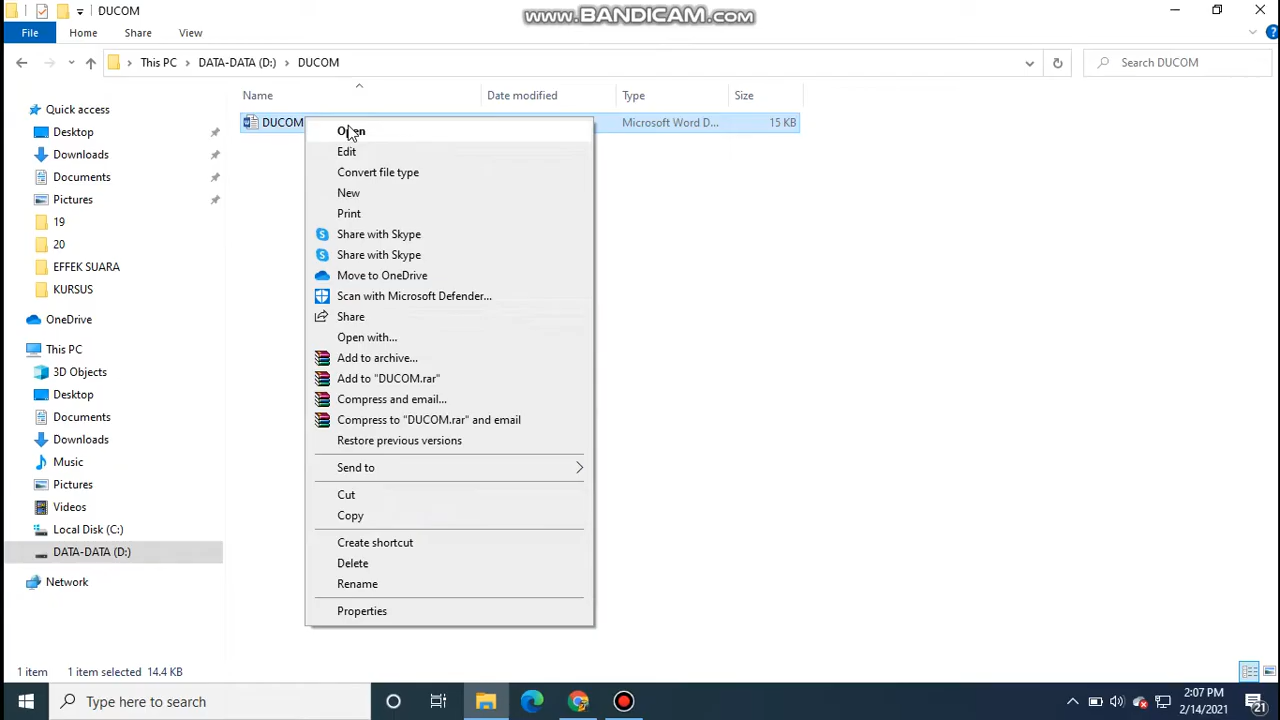 DUCOM
www.BANDICAM.com
File Home Share View
This PC DATA-DATA (D:) DUCOM
Search DUCOM
Name Date modified Type Size
DUCOM Microsoft Word D... 15 KB
Quick access
Desktop
Downloads
Documents
Pictures
19
20
EFFEK SUARA
KURSUS
OneDrive
This PC
3D Objects
Desktop
Documents
Downloads
Music
Pictures
Videos
Local Disk (C:)
DATA-DATA (D:)
Network
Open
Edit
Convert file type
New
Print
Share with Skype
Share with Skype
Move to OneDrive
Scan with Microsoft Defender...
Share
Open with...
Add to archive...
Add to "DUCOM.rar"
Compress and email...
Compress to "DUCOM.rar" and email
Restore previous versions
Send to
Cut
Copy
Create shortcut
Delete
Rename
Properties
1 item 1 item selected 14.4 KB
Type here to search
2:07 PM
2/14/2021
21